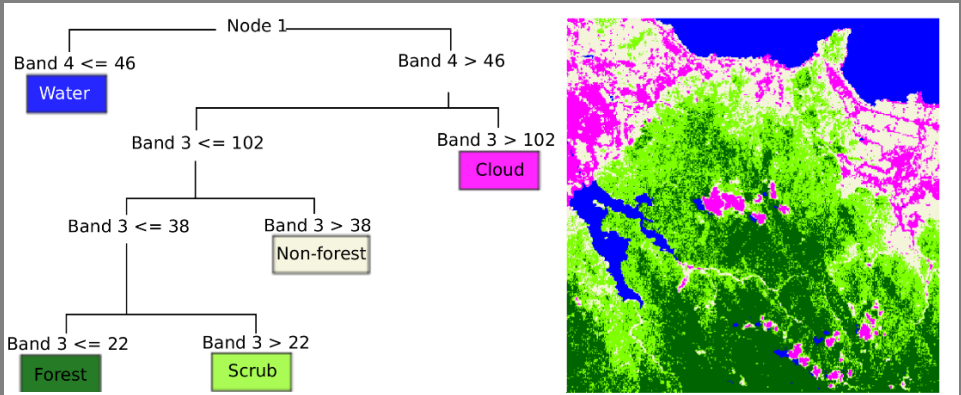 Node 1
Band 4 <= 46
Water
Band 4 > 46
Band 3 <= 102
Band 3 > 102
Cloud
Band 3 <= 38
Band 3 > 38
Non-forest
Band 3 <= 22
Forest
Band 3 > 22
Scrub